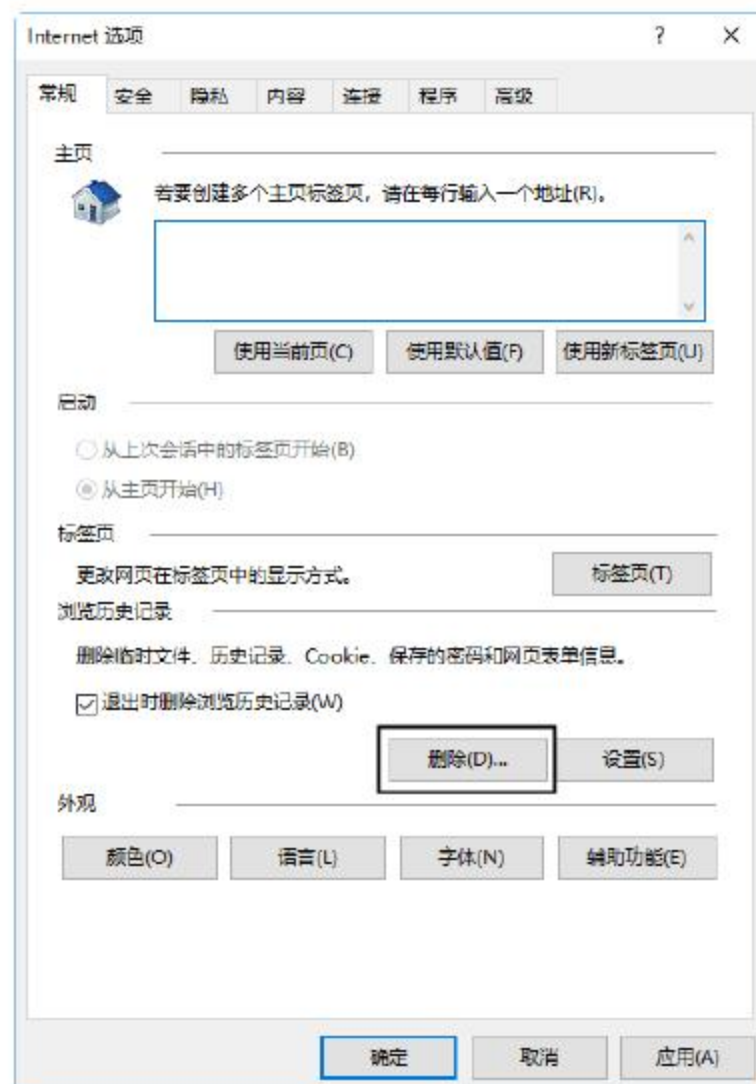 Internet 选项 ? ×
常规 安全 隐私 内容 连接 程序 高级
主页
若要创建多个主页标签页，请在每行输入一个地址(R)。
使用当前页(C) 使用默认值(F) 使用新标签页(U)
启动
从上次会话中的标签页开始(B)
从主页开始(H)
标签页
更改网页在标签页中的显示方式。 标签页(T)
浏览历史记录
删除临时文件、历史记录、Cookie、保存的密码和网页表单信息。
退出时删除浏览历史记录(W)
删除(D)... 设置(S)
外观
颜色(O) 语言(L) 字体(N) 辅助功能(E)
确定 取消 应用(A)